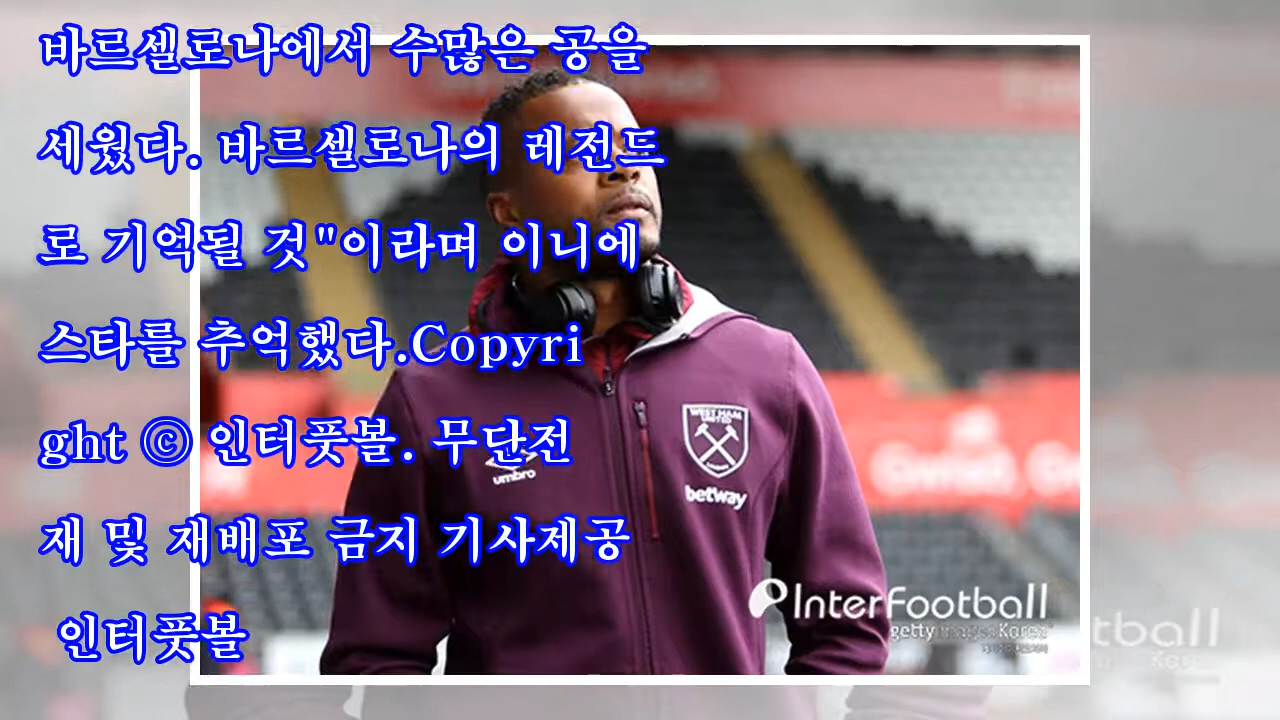 바르셀로나에서 수많은 공을
세웠다. 바르셀로나의 레전드
로 기억될 것"이라며 이니에
스타를 추억했다.Copyri
ght ⓒ 인터풋볼. 무단전
재 및 재배포 금지 기사제공
인터풋볼
WEST HAM
UNITED
LONDON
umbro
betway
InterFootball
gettyimagesKorea
tball